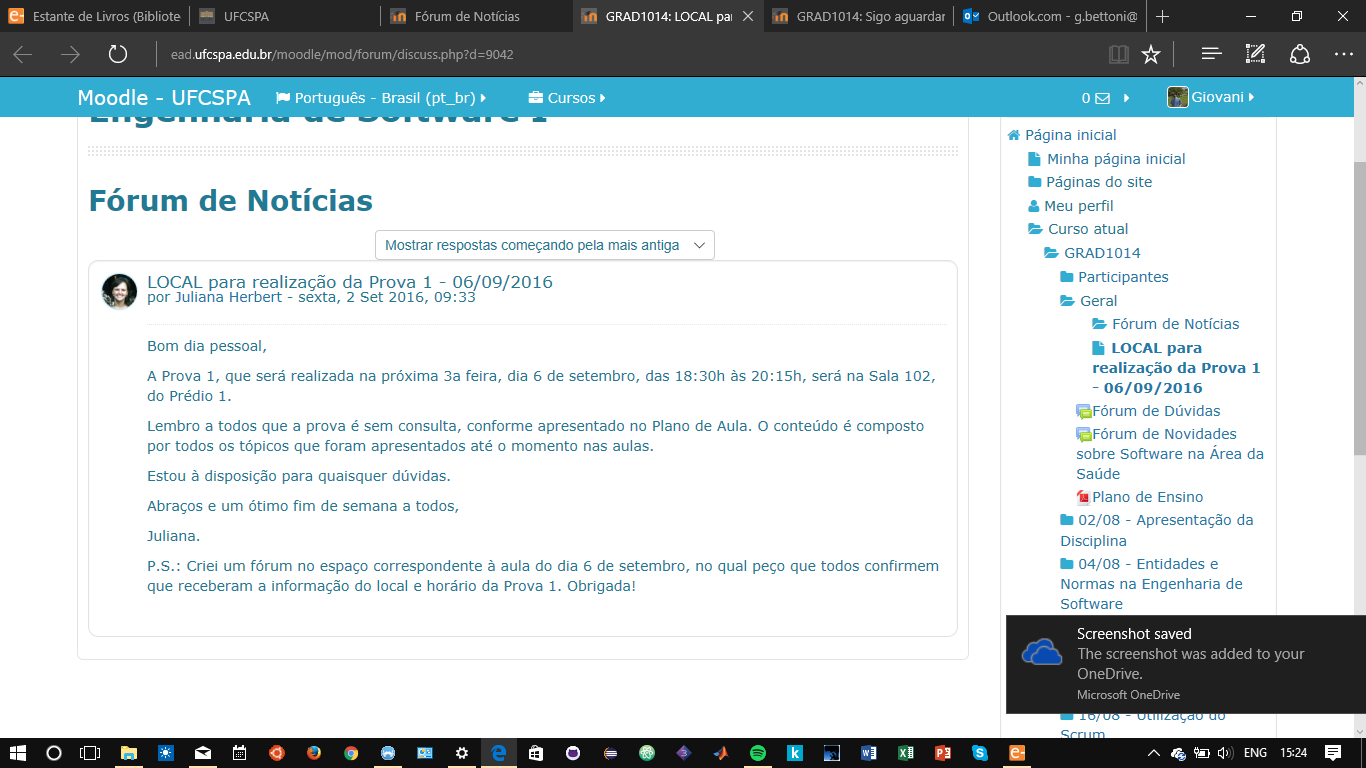 Estante de Livros (Bibliote
UFCSPA
Fórum de Notícias
GRAD1014: LOCAL par
GRAD1014: Sigo aguardar
Outlook.com - g.bettoni@
ead.ufcspa.edu.br/moodle/mod/forum/discuss.php?d=9042
Moodle - UFCSPA
Português - Brasil (pt_br)
Cursos
0
Giovani
Engenharia de Software I
Fórum de Notícias
Mostrar respostas começando pela mais antiga
LOCAL para realização da Prova 1 - 06/09/2016
por Juliana Herbert - sexta, 2 Set 2016, 09:33
Bom dia pessoal,
A Prova 1, que será realizada na próxima 3a feira, dia 6 de setembro, das 18:30h às 20:15h, será na Sala 102,
do Prédio 1.
Lembro a todos que a prova é sem consulta, conforme apresentado no Plano de Aula. O conteúdo é composto
por todos os tópicos que foram apresentados até o momento nas aulas.
Estou à disposição para quaisquer dúvidas.
Abraços e um ótimo fim de semana a todos,
Juliana.
P.S.: Criei um fórum no espaço correspondente à aula do dia 6 de setembro, no qual peço que todos confirmem
que receberam a informação do local e horário da Prova 1. Obrigada!
Página inicial
Minha página inicial
Páginas do site
Meu perfil
Curso atual
GRAD1014
Participantes
Geral
Fórum de Notícias
LOCAL para
realização da Prova 1
- 06/09/2016
Fórum de Dúvidas
Fórum de Novidades
sobre Software na Área da
Saúde
Plano de Ensino
02/08 - Apresentação da
Disciplina
04/08 - Entidades e
Normas na Engenharia de
Software
Screenshot saved
The screenshot was added to your
OneDrive.
Microsoft OneDrive
16/08 - Utilização do
Scrum
ENG
15:24